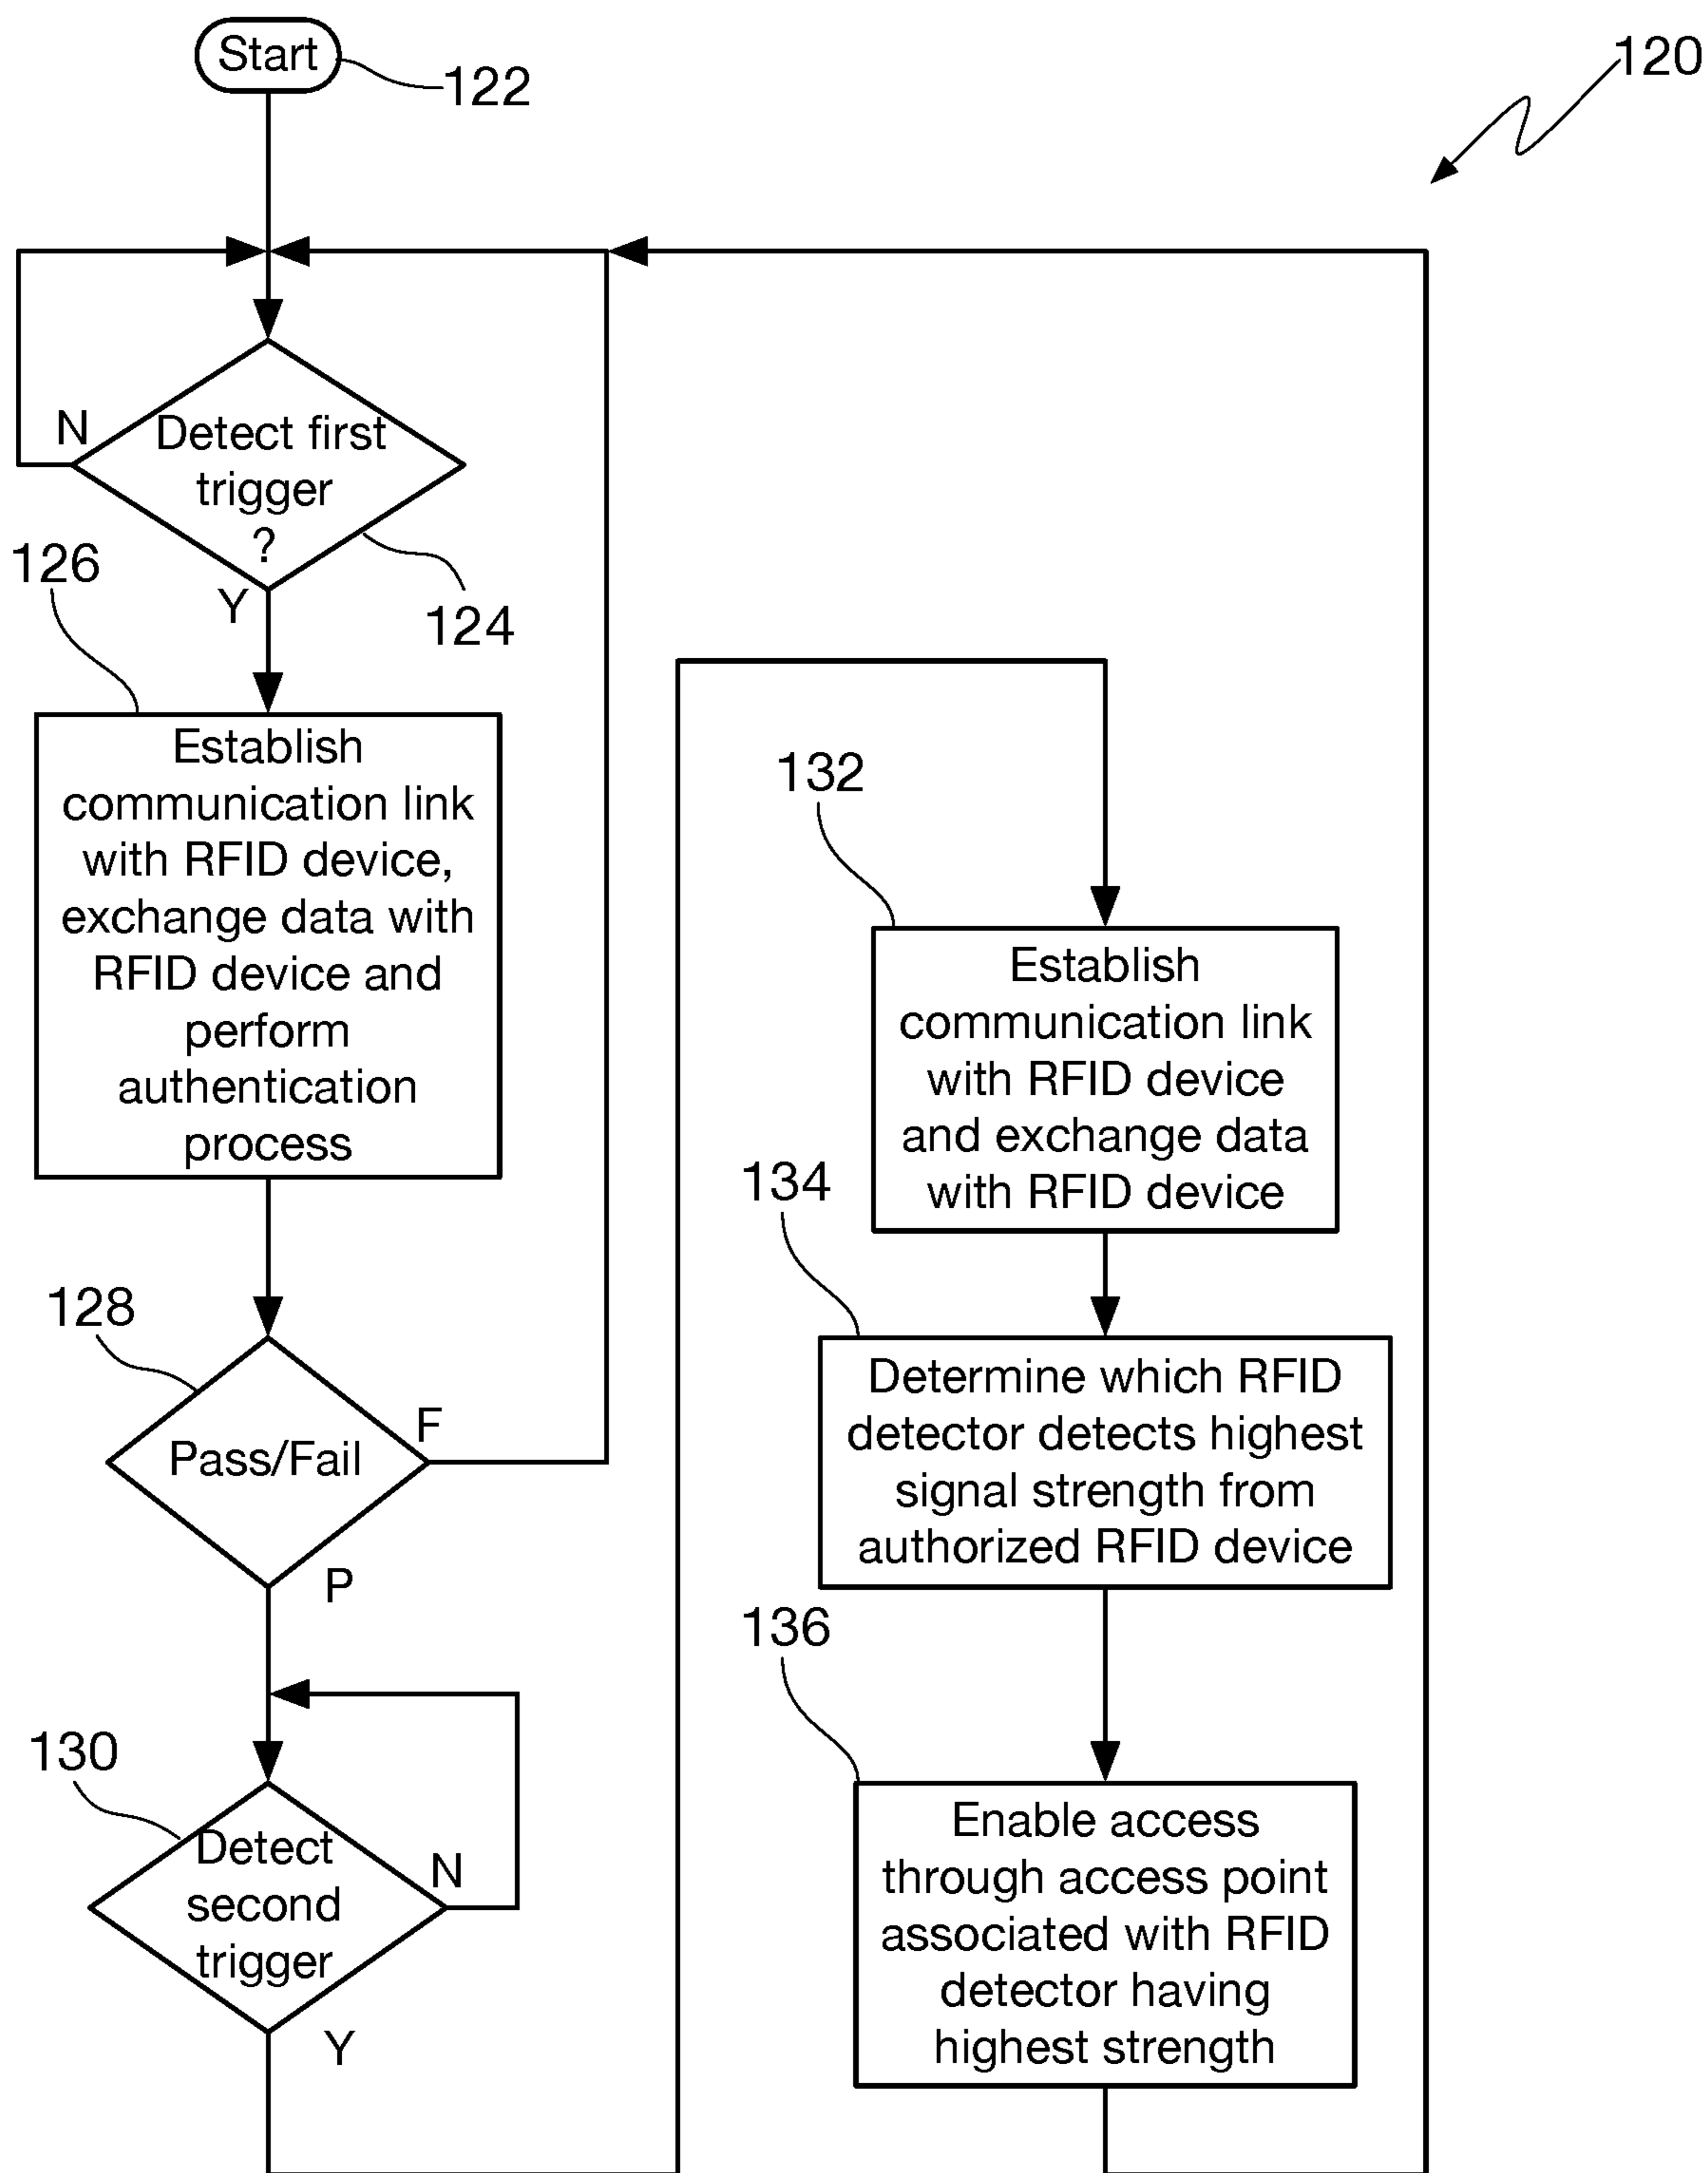 Start
122
120
N
Detect first
trigger
?
Y
124
126
Establish
communication link
with RFID device,
exchange data with
RFID device and
perform
authentication
process
128
Pass/Fail
F
P
130
Detect
second
trigger
N
Y
132
Establish
communication link
with RFID device
and exchange data
with RFID device
134
Determine which RFID
detector detects highest
signal strength from
authorized RFID device
136
Enable access
through access point
associated with RFID
detector having
highest strength